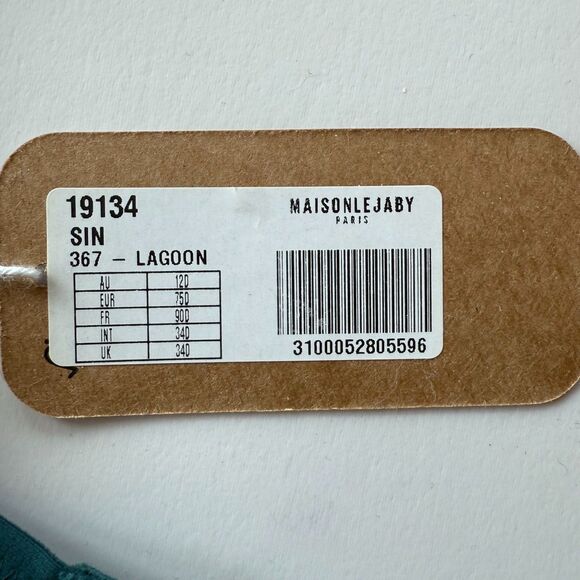 19134
SIN
367 – LAGOON
AU 12D
EUR 75D
FR 90D
INT 34D
UK 34D
MAISONLEJABY
PARIS
3100052805596